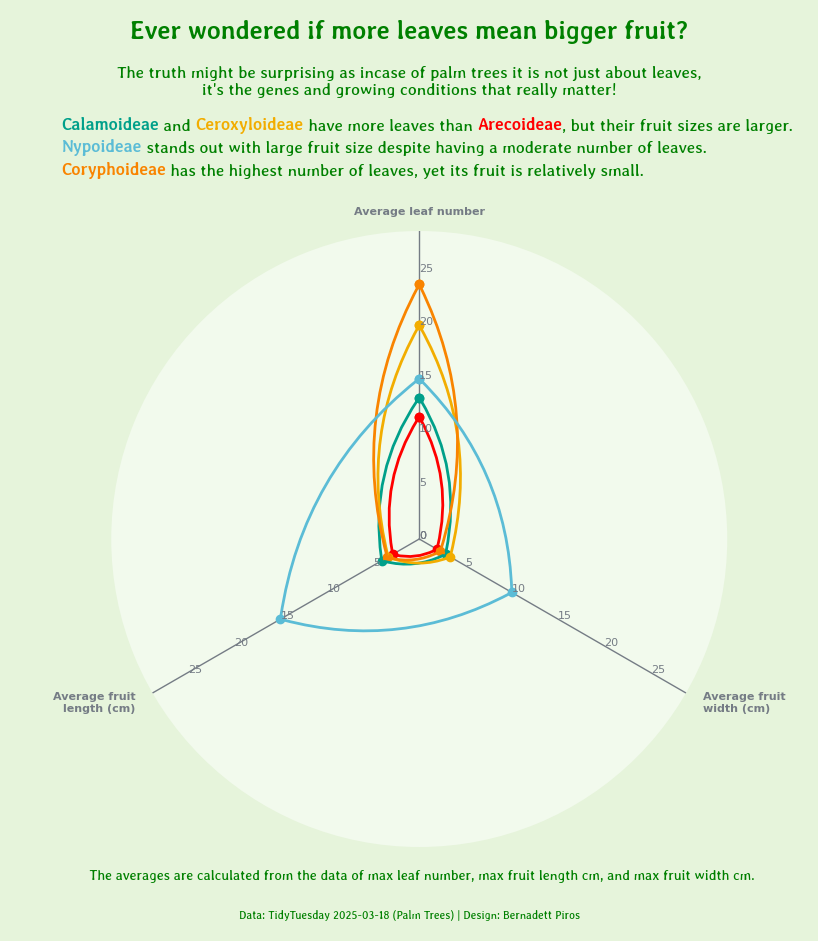 Ever wondered if more leaves mean bigger fruit?
The truth might be surprising as incase of palm trees it is not just about leaves,
it's the genes and growing conditions that really matter!
Calamoideae and Ceroxyloideae have more leaves than Arecoideae, but their fruit sizes are larger.
Nypoideae stands out with large fruit size despite having a moderate number of leaves.
Coryphoideae has the highest number of leaves, yet its fruit is relatively small.
Average leaf number
25
20
15
10
5
0
5 5
10 10
15 15
20 20
25 25
Average fruit
length (cm)
Average fruit
width (cm)
The averages are calculated from the data of max leaf number, max fruit length cm, and max fruit width cm.
Data: TidyTuesday 2025-03-18 (Palm Trees) | Design: Bernadett Piros